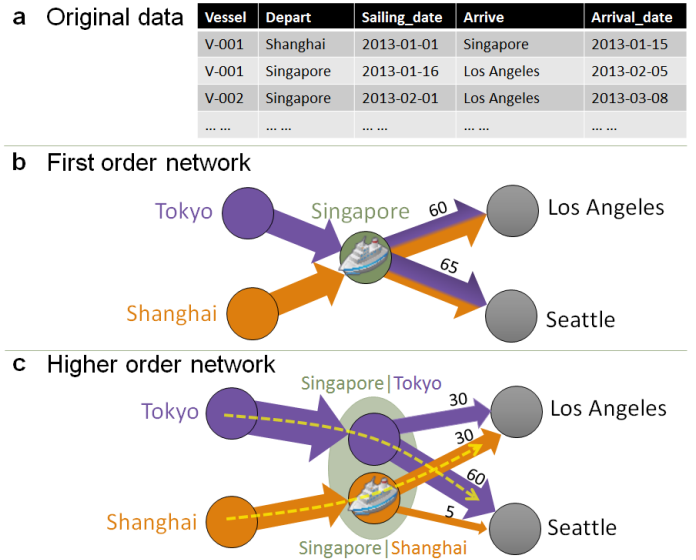 a Original data
Vessel Depart Sailing_date Arrive Arrival_date
V-001 Shanghai 2013-01-01 Singapore 2013-01-15
V-001 Singapore 2013-01-16 Los Angeles 2013-02-05
V-002 Singapore 2013-02-01 Los Angeles 2013-03-08
... ... ... ... ... ... ... ... ... ...
b First order network
Tokyo
Singapore
60
Los Angeles
65
Shanghai
Seattle
c Higher order network
Singapore|Tokyo
Tokyo
30
Los Angeles
30
60
Shanghai
5
Seattle
Singapore|Shanghai